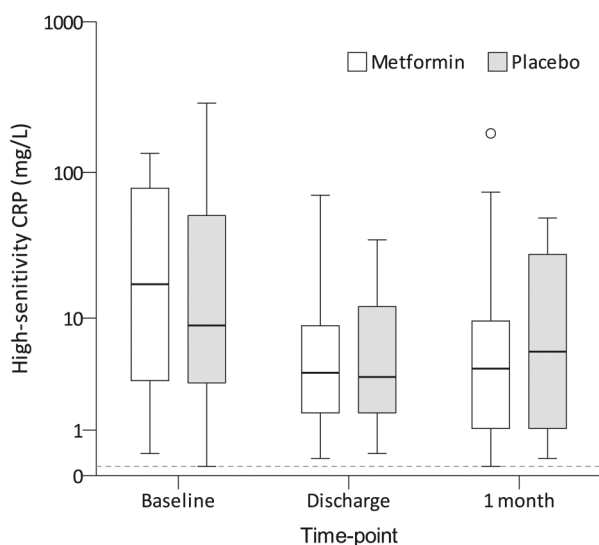 1000
Metformin Placebo
100
10
1
0
High-senitivity CRP (mg/L)
Baseline Discharge 1 month
Time-point